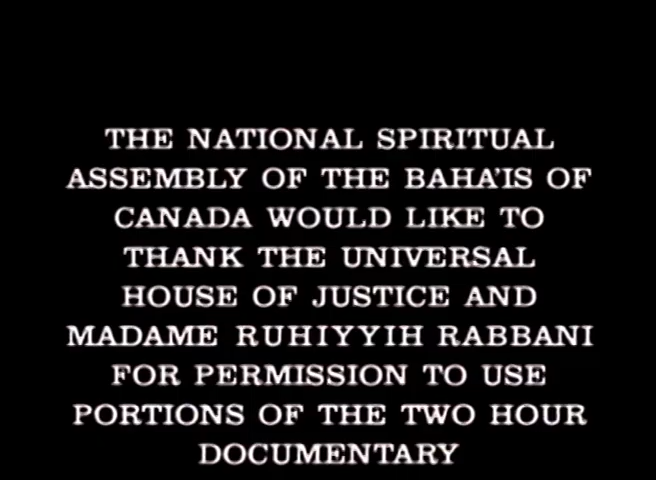 THE NATIONAL SPIRITUAL
ASSEMBLY OF THE BAHA'IS OF
CANADA WOULD LIKE TO
THANK THE UNIVERSAL
HOUSE OF JUSTICE AND
MADAME RUHIYYIH RABBANI
FOR PERMISSION TO USE
PORTIONS OF THE TWO HOUR
DOCUMENTARY